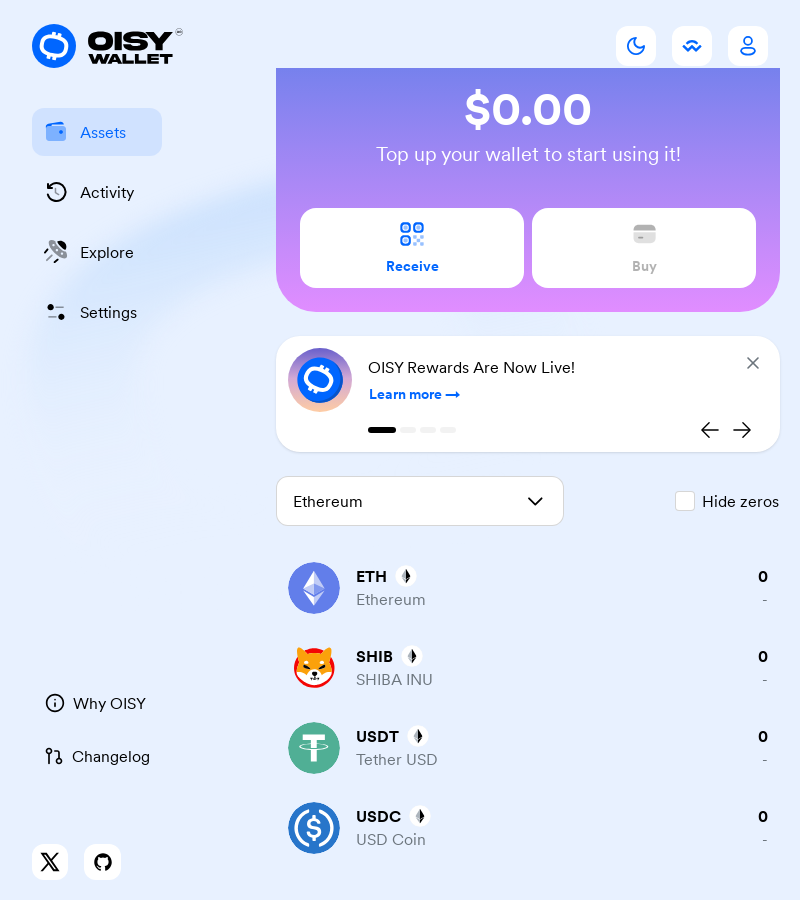 OISY
WALLET
Assets
Activity
Explore
Settings
Why OISY
Changelog
$0.00
Top up your wallet to start using it!
Receive
Buy
OISY Rewards Are Now Live!
Learn more →
Ethereum
Hide zeros
ETH
0
Ethereum
-
SHIB
0
SHIBA INU
-
USDT
0
Tether USD
-
USDC
0
USD Coin
-